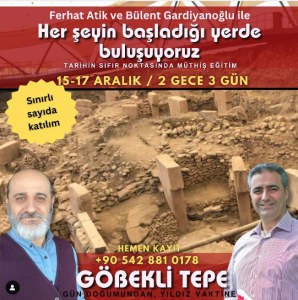 Ferhat Atik ve Bülent Gardiyanoğlu ile
Her şeyin başladığı yerde
buluşuyoruz
TARİHİN SIFIR NOKTASINDA MÜTHİŞ EĞİTİM
15-17 ARALIK / 2 GECE 3 GÜN
Sınırlı
sayıda
katılım
HEMEN KAYIT
+90 542 881 0178
GÖBEKLİ TEPE
GÜN DOĞUMUNDAN, YILDIZ VAKTİNE